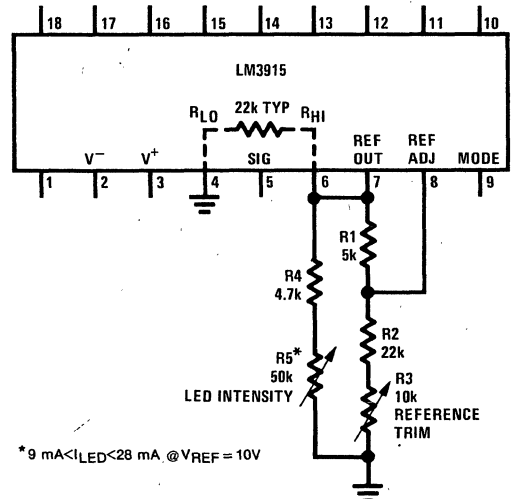 18 17 16 15 14 13 12 11 10
LM3915
22k TYP
RLO RHI
REF OUT
REF ADJ
V− V+ SIG MODE
1 2 3 4 5 6 7 8 9
R1
5k
R4
4.7k
R2
22k
R5*
50k
LED INTENSITY
R3
10k
REFERENCE
TRIM
*9 mA<ILED<28 mA @VREF=10V